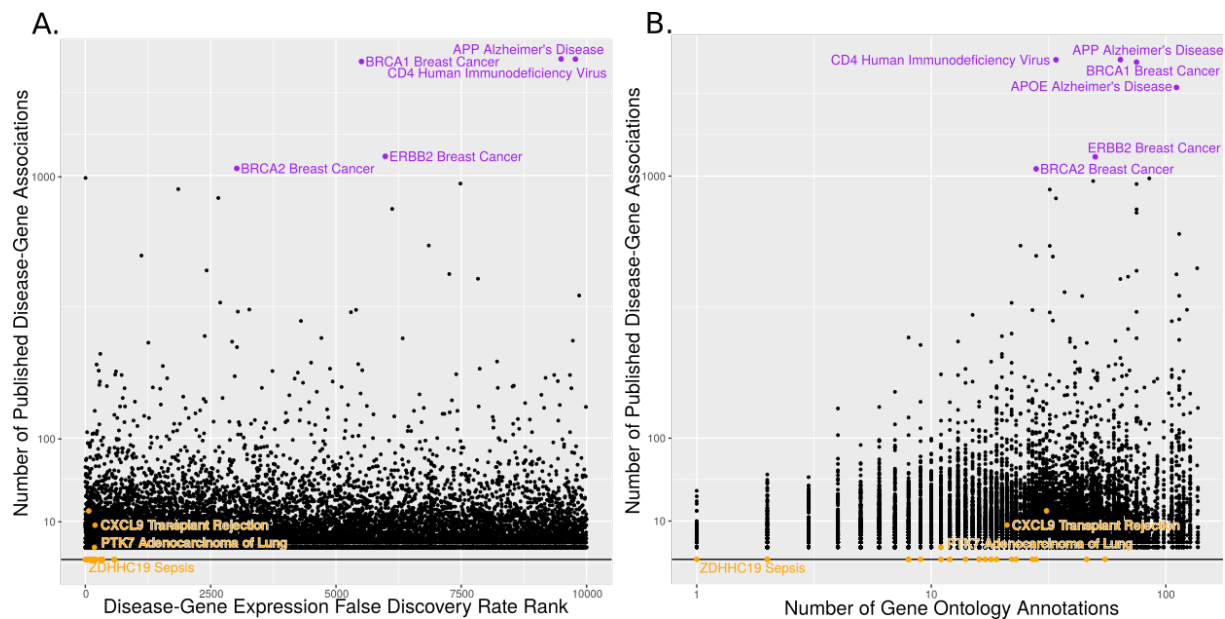 A.
Number of Published Disease-Gene Associations
1000
100
10
APP Alzheimer's Disease
BRCA1 Breast Cancer
CD4 Human Immunodeficiency Virus
ERBB2 Breast Cancer
BRCA2 Breast Cancer
CXCL9 Transplant Rejection
PTK7 Adenocarcinoma of Lung
ZDHHC19 Sepsis
0
2500
5000
7500
10000
Disease-Gene Expression False Discovery Rate Rank
B.
Number of Published Disease-Gene Associations
1000
100
10
APP Alzheimer's Disease
CD4 Human Immunodeficiency Virus
BRCA1 Breast Cancer
APOE Alzheimer's Disease
ERBB2 Breast Cancer
BRCA2 Breast Cancer
CXCL9 Transplant Rejection
PTK7 Adenocarcinoma of Lung
ZDHHC19 Sepsis
1
10
100
Number of Gene Ontology Annotations